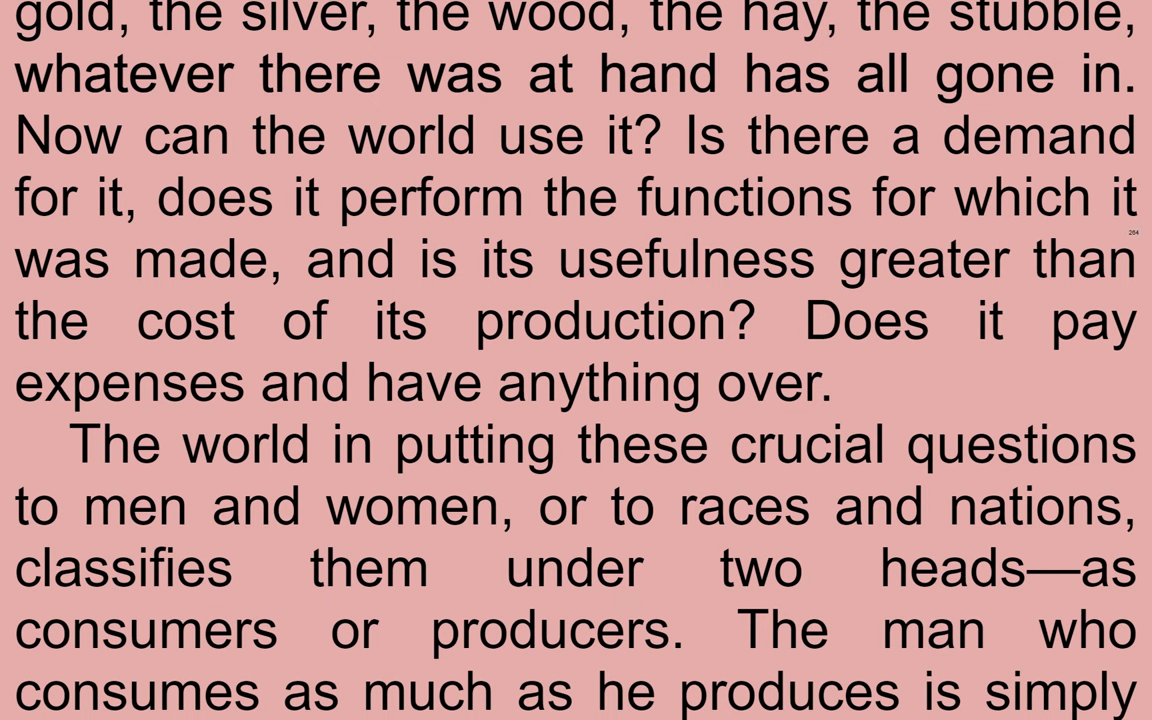 gold, the silver, the wood, the hay, the stubble,
whatever there was at hand has all gone in.
Now can the world use it? Is there a demand
for it, does it perform the functions for which it
264
was made, and is its usefulness greater than
the cost of its production? Does it pay
expenses and have anything over.
The world in putting these crucial questions
to men and women, or to races and nations,
classifies them under two heads—as
consumers or producers. The man who
consumes as much as he produces is simply